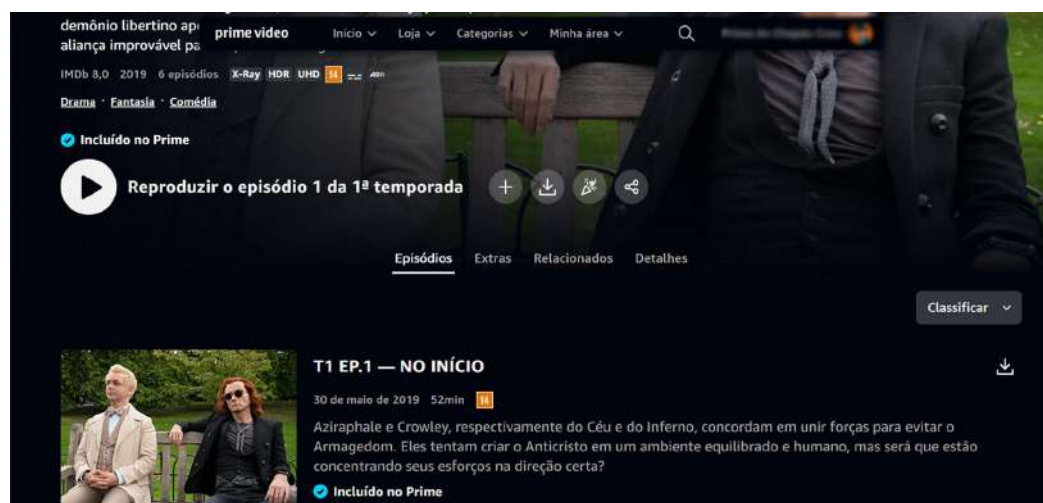 demônio libertino
prime video
Início
Loja
Categorias
Minha área
aliança improvável
IMDb 8,0 2019 6 episódios X-Ray HDR UHD 14
Drama · Fantasia · Comédia
Incluído no Prime
Reproduzir o episódio 1 da 1ª temporada
Episódios Extras Relacionados Detalhes
Classificar
T1 EP.1 — NO INÍCIO
30 de maio de 2019 52min 14
Aziraphale e Crowley, respectivamente do Céu e do Inferno, concordam em unir forças para evitar o
Armagedom. Eles tentam criar o Anticristo em um ambiente equilibrado e humano, mas será que estão
concentrando seus esforços na direção certa?
Incluído no Prime